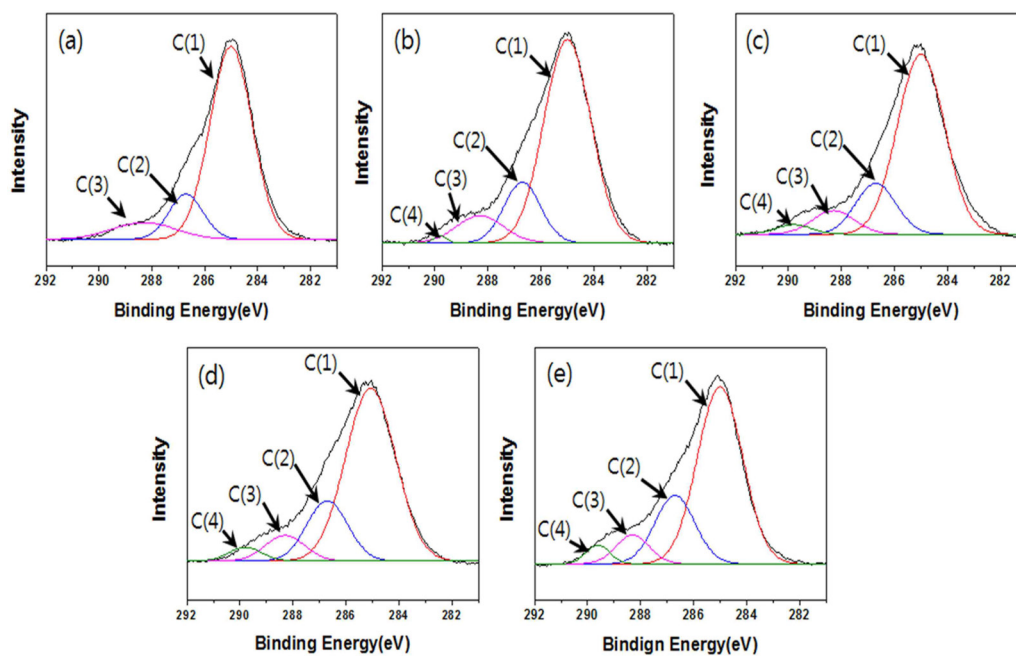 (a)
C(1)
C(2)
C(3)
Intensity
292 290 288 286 284 282
Binding Energy(eV)
(b)
C(1)
C(2)
C(3)
C(4)
Intensity
292 290 288 286 284 282
Binding Energy(eV)
(c)
C(1)
C(2)
C(3)
C(4)
Intensity
292 290 288 286 284 282
Binding Energy(eV)
(d)
C(1)
C(2)
C(3)
C(4)
Intensity
292 290 288 286 284 282
Binding Energy(eV)
(e)
C(1)
C(2)
C(3)
C(4)
Intensity
292 290 288 286 284 282
Bindign Energy(eV)